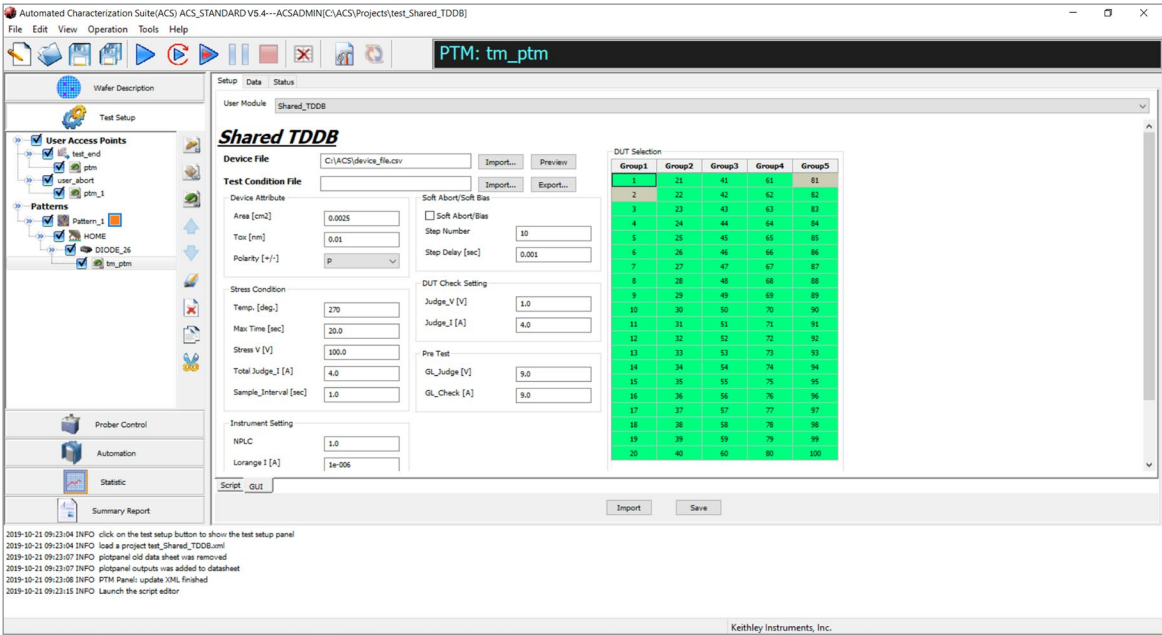 Automated Characterization Suite(ACS) ACS_STANDARD V5.4---ACSADMIN[C:\ACS\Projects\test_Shared_TDDB]
File Edit View Operation Tools Help
PTM: tm_ptm
Wafer Description
Test Setup
User Access Points
test_end
ptm
user_abort
ptm_1
Patterns
Pattern_1
HOME
DIODE_26
tm_ptm
Prober Control
Automation
Statistic
Summary Report
Setup Data Status
User Module Shared_TDDB
Shared TDDB
Device File C:\ACS\device_file.csv Import... Preview
Test Condition File Import... Export...
Device Attribute
Area [cm2] 0.0025
Tox [nm] 0.01
Polarity [+/-] P
Stress Condition
Temp. [deg.] 270
Max Time [sec] 20.0
Stress V [V] 100.0
Total Judge_I [A] 4.0
Sample_Interval [sec] 1.0
Instrument Setting
NPLC 1.0
Lorange I [A] 1e-006
Soft Abort/Soft Bias
Soft Abort/Bias
Step Number 10
Step Delay [sec] 0.001
DUT Check Setting
Judge_V [V] 1.0
Judge_I [A] 4.0
Pre Test
GL_Judge [V] 9.0
GL_Check [A] 9.0
DUT Selection
Group1 Group2 Group3 Group4 Group5
1 21 41 61 81
2 22 42 62 82
3 23 43 63 83
4 24 44 64 84
5 25 45 65 85
6 26 46 66 86
7 27 47 67 87
8 28 48 68 88
9 29 49 69 89
10 30 50 70 90
11 31 51 71 91
12 32 52 72 92
13 33 53 73 93
14 34 54 74 94
15 35 55 75 95
16 36 56 76 96
17 37 57 77 97
18 38 58 78 98
19 39 59 79 99
20 40 60 80 100
Script GUI
Import Save
2019-10-21 09:23:04 INFO click on the test setup button to show the test setup panel
2019-10-21 09:23:04 INFO load a project test_Shared_TDDB.xml
2019-10-21 09:23:07 INFO plotpanel old data sheet was removed
2019-10-21 09:23:07 INFO plotpanel outputs was added to datasheet
2019-10-21 09:23:08 INFO PTM Panel: update XML finished
2019-10-21 09:23:15 INFO Launch the script editor
Keithley Instruments, Inc.